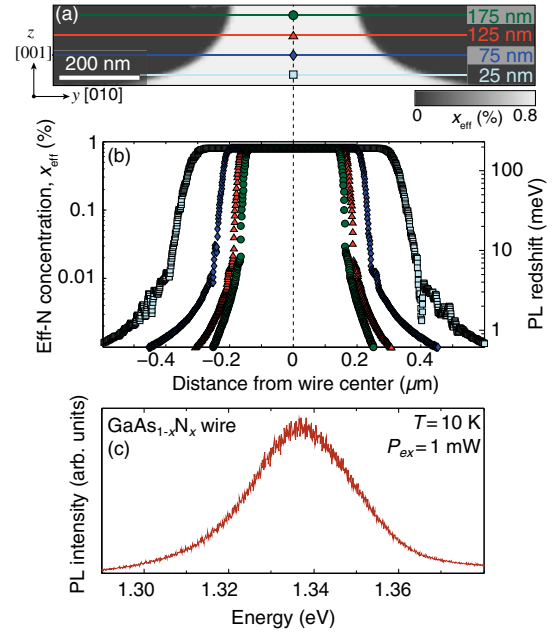 (a)
175 nm
125 nm
75 nm
25 nm
z
[001]
200 nm
y [010]
0 0.8
x_eff (%)
(b)
Eff-N concentration, x_eff (%)
1
0.1
0.01
PL redshift (meV)
100
10
1
−0.4 −0.2 0 0.2 0.4
Distance from wire center (μm)
GaAs1-xNx wire
(c)
T = 10 K
P_ex = 1 mW
PL intensity (arb. units)
1.30 1.32 1.34 1.36
Energy (eV)